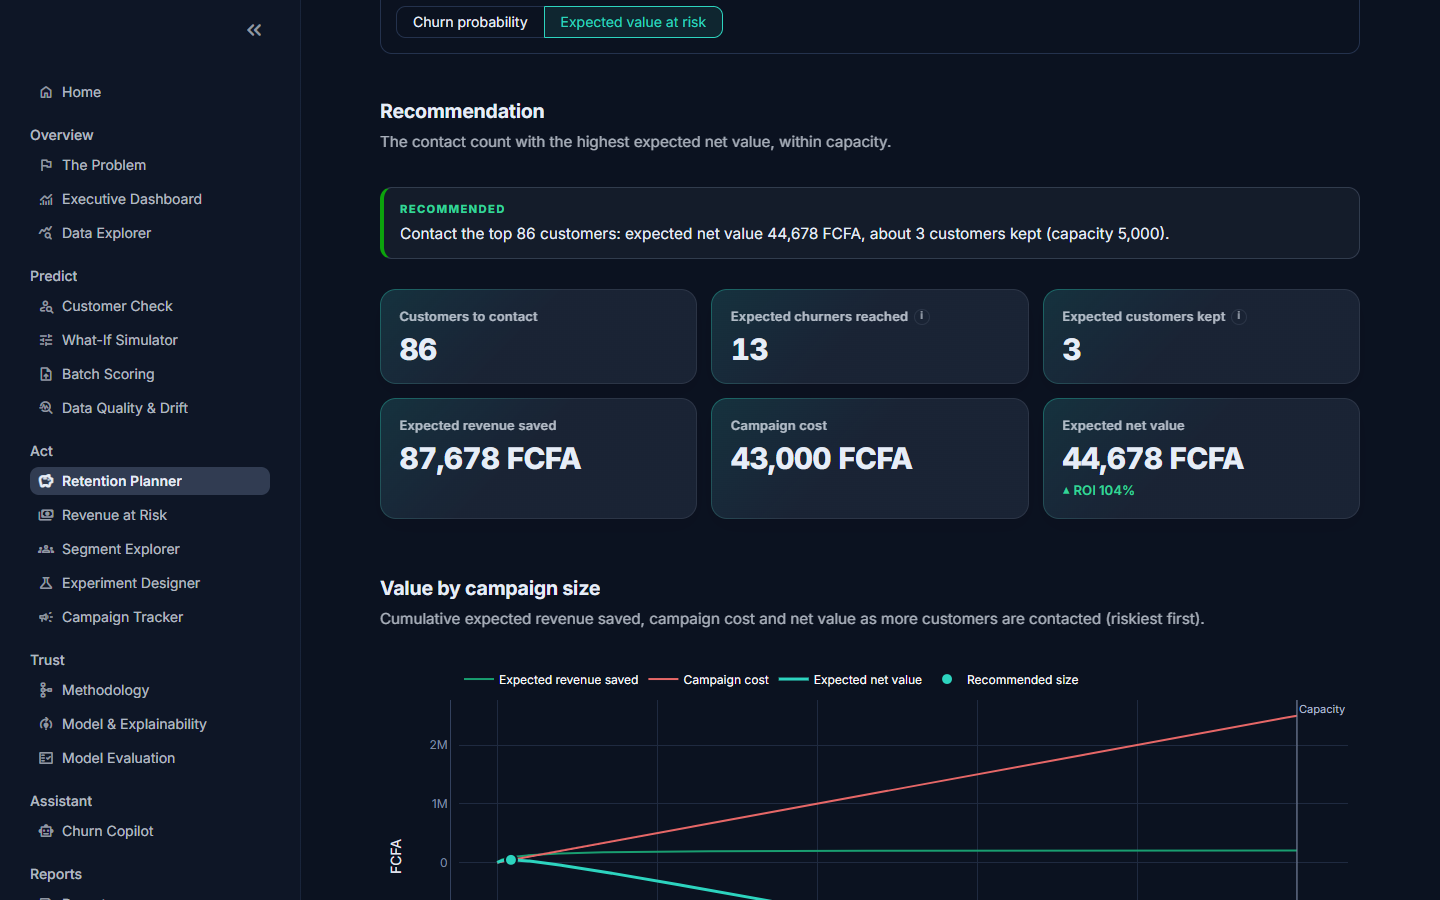 Churn probability
Expected value at risk
Home
Overview
The Problem
Executive Dashboard
Data Explorer
Predict
Customer Check
What-If Simulator
Batch Scoring
Data Quality & Drift
Act
Retention Planner
Revenue at Risk
Segment Explorer
Experiment Designer
Campaign Tracker
Trust
Methodology
Model & Explainability
Model Evaluation
Assistant
Churn Copilot
Reports
Recommendation
The contact count with the highest expected net value, within capacity.
RECOMMENDED
Contact the top 86 customers: expected net value 44,678 FCFA, about 3 customers kept (capacity 5,000).
Customers to contact
86
Expected churners reached i
13
Expected customers kept i
3
Expected revenue saved
87,678 FCFA
Campaign cost
43,000 FCFA
Expected net value
44,678 FCFA
▲ ROI 104%
Value by campaign size
Cumulative expected revenue saved, campaign cost and net value as more customers are contacted (riskiest first).
Expected revenue saved
Campaign cost
Expected net value
Recommended size
Capacity
2M
1M
0
FCFA